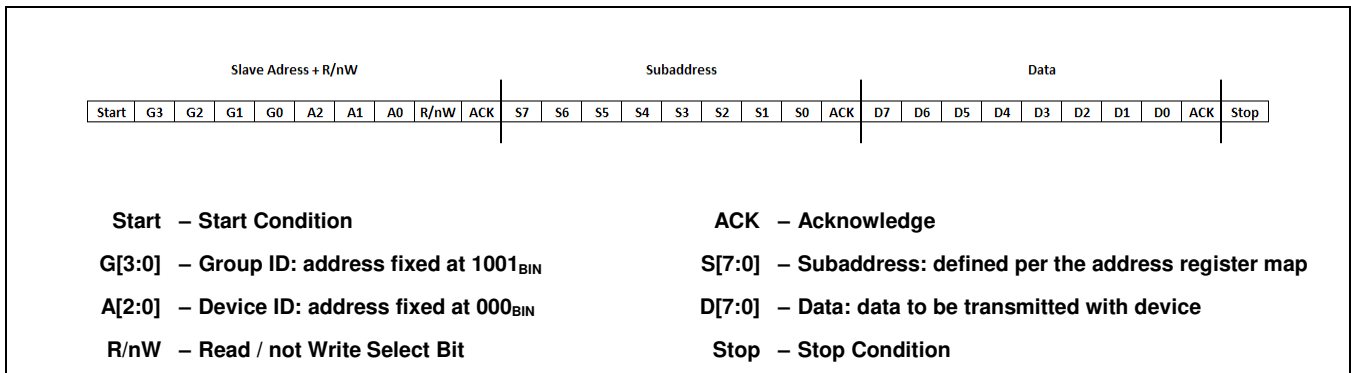 Slave Adress + R/nW Subaddress Data
Start G3 G2 G1 G0 A2 A1 A0 R/nW ACK S7 S6 S5 S4 S3 S2 S1 S0 ACK D7 D6 D5 D4 D3 D2 D1 D0 ACK Stop
Start – Start Condition ACK – Acknowledge
G[3:0] – Group ID: address fixed at 1001BIN S[7:0] – Subaddress: defined per the address register map
A[2:0] – Device ID: address fixed at 000BIN D[7:0] – Data: data to be transmitted with device
R/nW – Read / not Write Select Bit Stop – Stop Condition